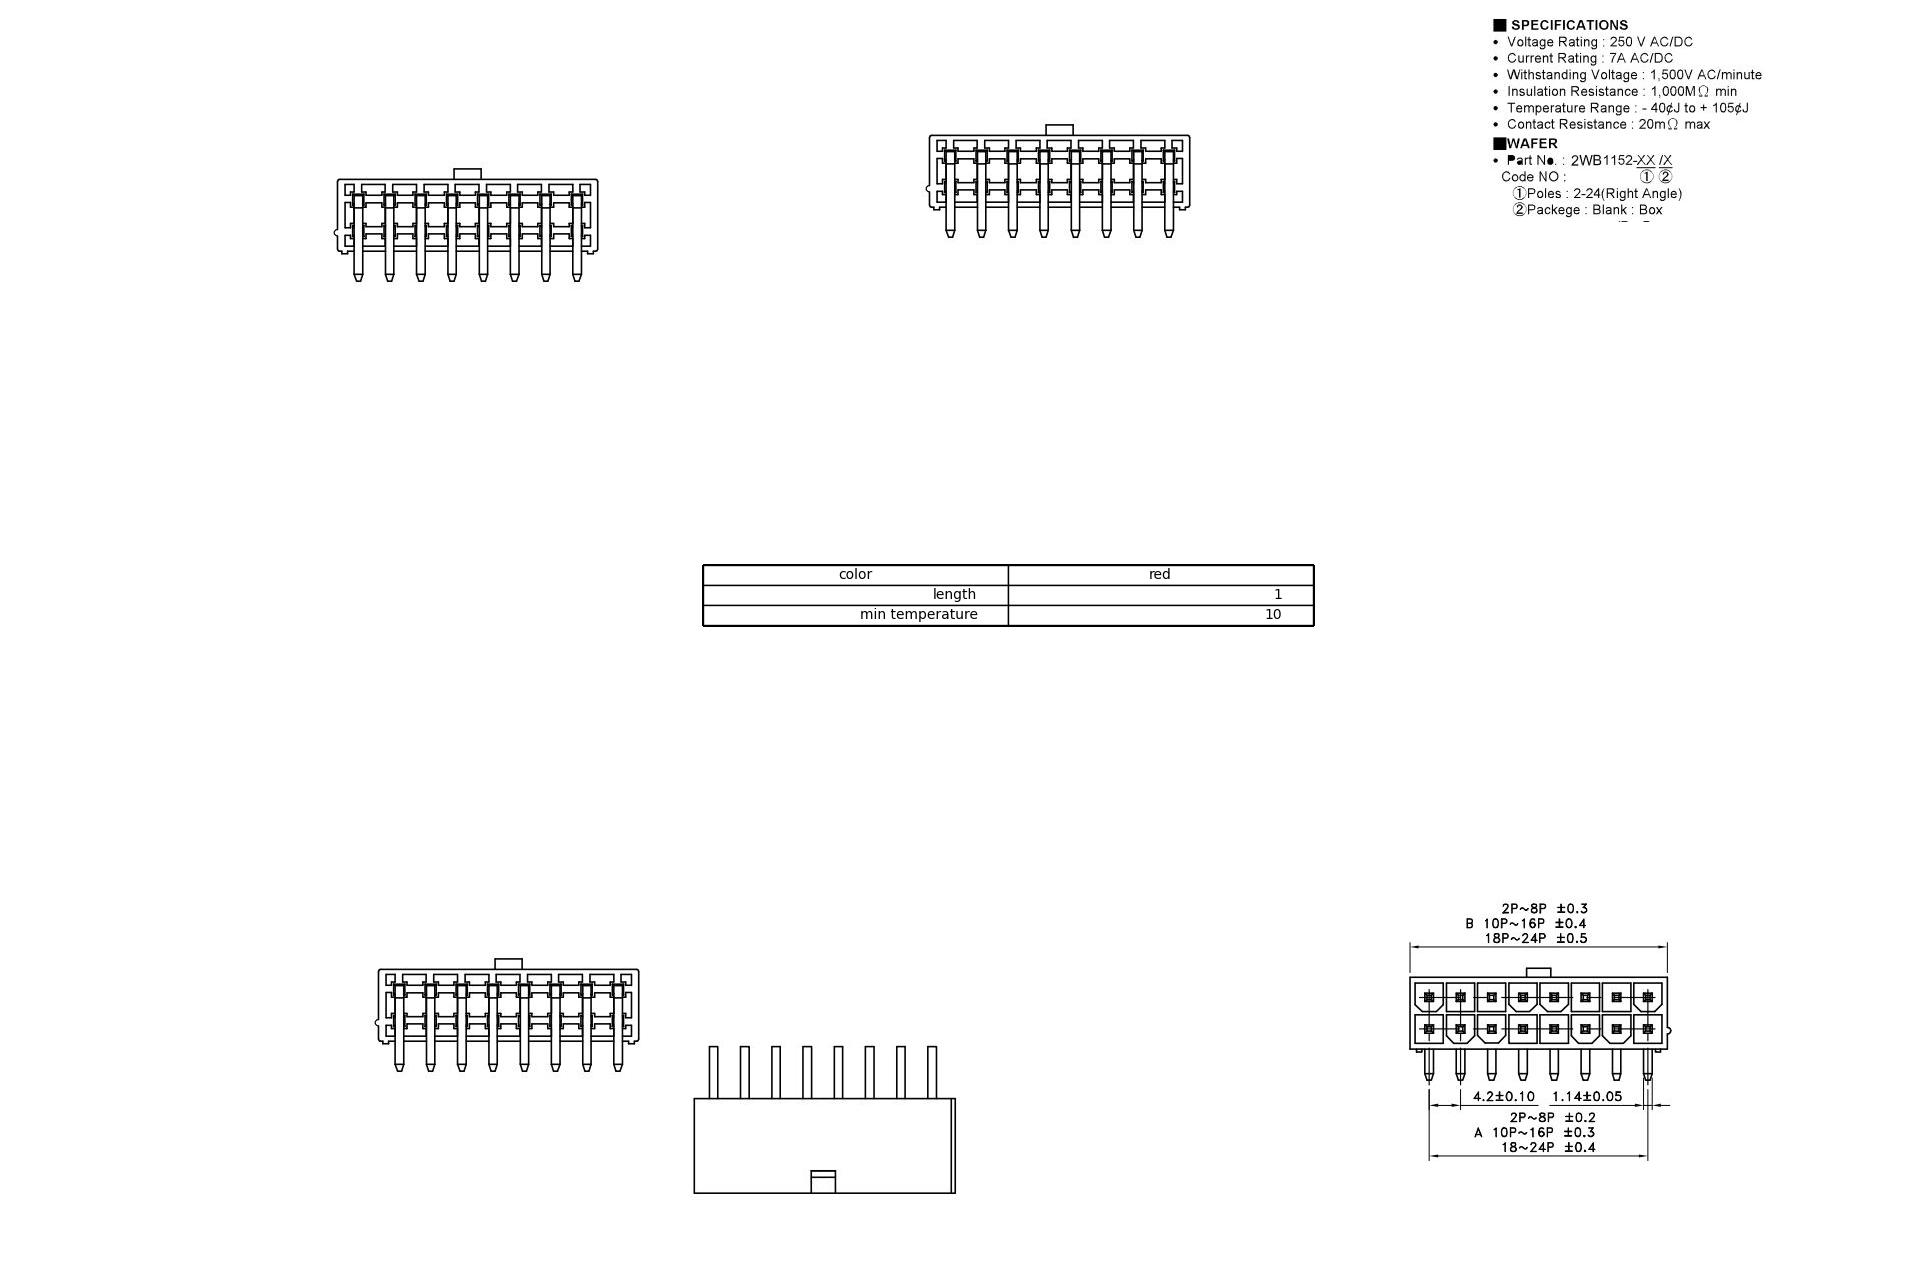 ■ SPECIFICATIONS
• Voltage Rating : 250 V AC/DC
• Current Rating : 7A AC/DC
• Withstanding Voltage : 1,500V AC/minute
• Insulation Resistance : 1,000MΩ min
• Temperature Range : - 40¢J to + 105¢J
• Contact Resistance : 20mΩ max
■WAFER
• Part No. : 2WB1152-XX /X
Code NO : ① ②
①Poles : 2-24(Right Angle)
②Packege : Blank : Box
color red
length 1
min temperature 10
2P~8P ±0.3
B 10P~16P ±0.4
18P~24P ±0.5
4.2±0.10 1.14±0.05
2P~8P ±0.2
A 10P~16P ±0.3
18~24P ±0.4